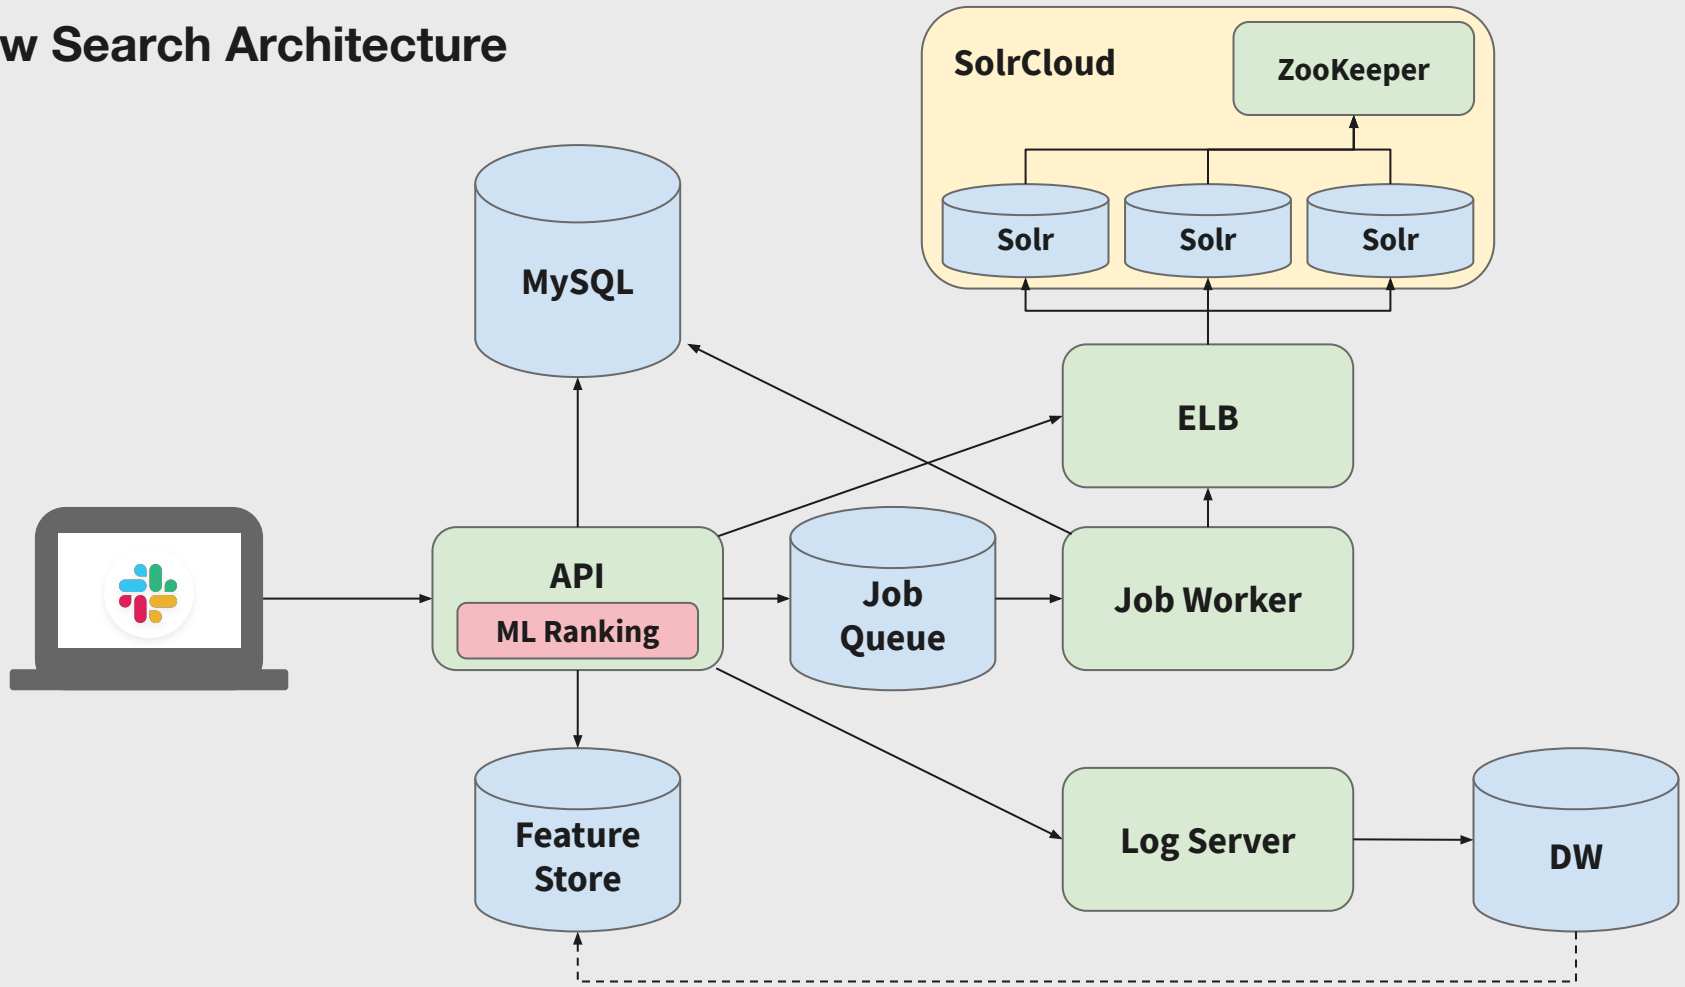 w Search Architecture
SolrCloud
ZooKeeper
Solr
Solr
Solr
MySQL
ELB
API
ML Ranking
Job
Queue
Job Worker
Feature
Store
Log Server
DW